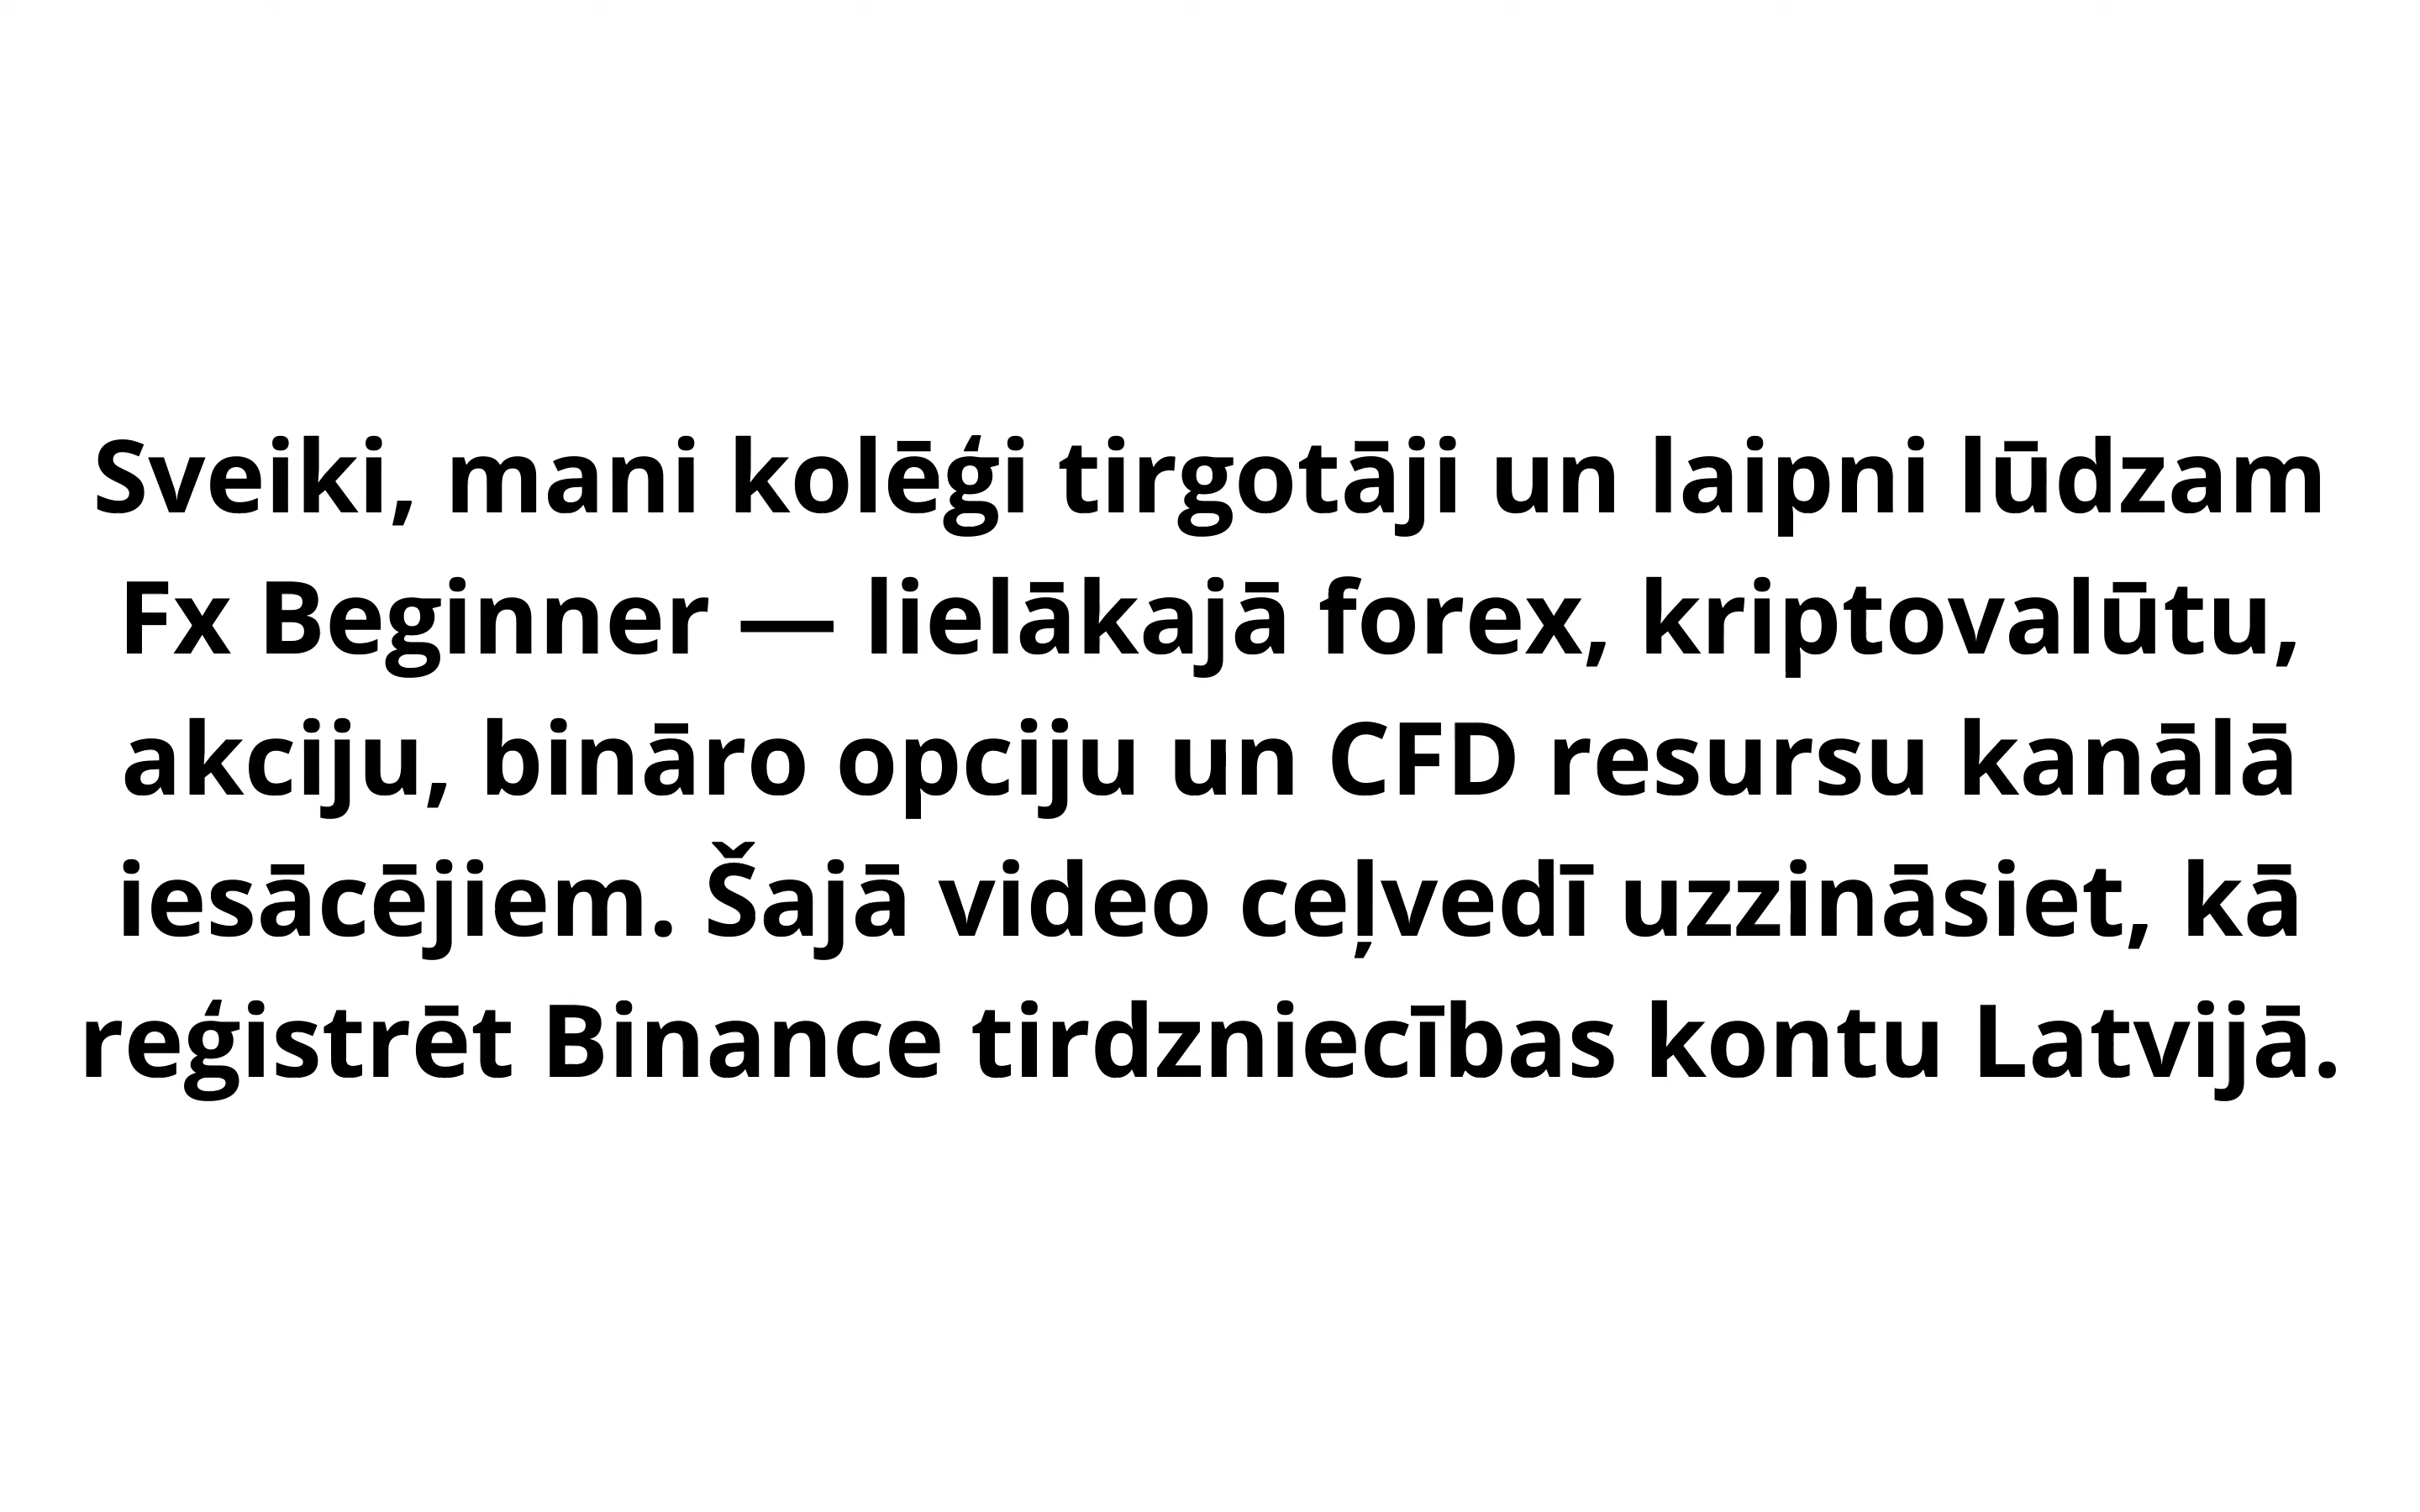 Sveiki, mani kolēģi tirgotāji un laipni lūdzam
Fx Beginner — lielākajā forex, kriptovalūtu,
akciju, bināro opciju un CFD resursu kanālā
iesācējiem. Šajā video ceļvedī uzzināsiet, kā
reģistrēt Binance tirdzniecības kontu Latvijā.